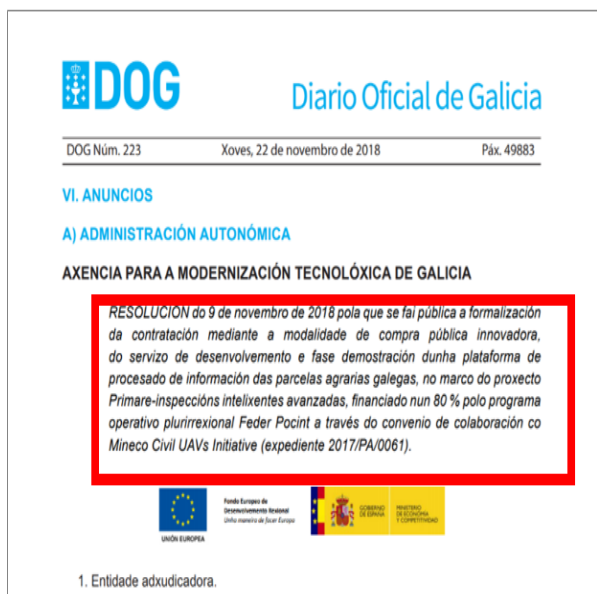 DOG
Diario Oficial de Galicia
DOG Núm. 223 Xoves, 22 de novembro de 2018 Páx. 49883
VI. ANUNCIOS
A) ADMINISTRACIÓN AUTONÓMICA
AXENCIA PARA A MODERNIZACIÓN TECNOLÓXICA DE GALICIA
RESOLUCIÓN do 9 de novembro de 2018 pola que se fai pública a formalización
da contratación mediante a modalidade de compra pública innovadora,
do servizo de desenvolvemento e fase demostración dunha plataforma de
procesado de información das parcelas agrarias galegas, no marco do proxecto
Primare-inspeccións intelixentes avanzadas, financiado nun 80 % polo programa
operativo plurirrexional Feder Pocint a través do convenio de colaboración co
Mineco Civil UAVs Initiative (expediente 2017/PA/0061).
UNIÓN EUROPEA
Fondo Europeo de
Desenvolvemento Rexional
Unha maneira de facer Europa
GOBIERNO
DE ESPAÑA
MINISTERIO
DE ECONOMÍA
Y COMPETITIVIDAD
1. Entidade adxudicadora.